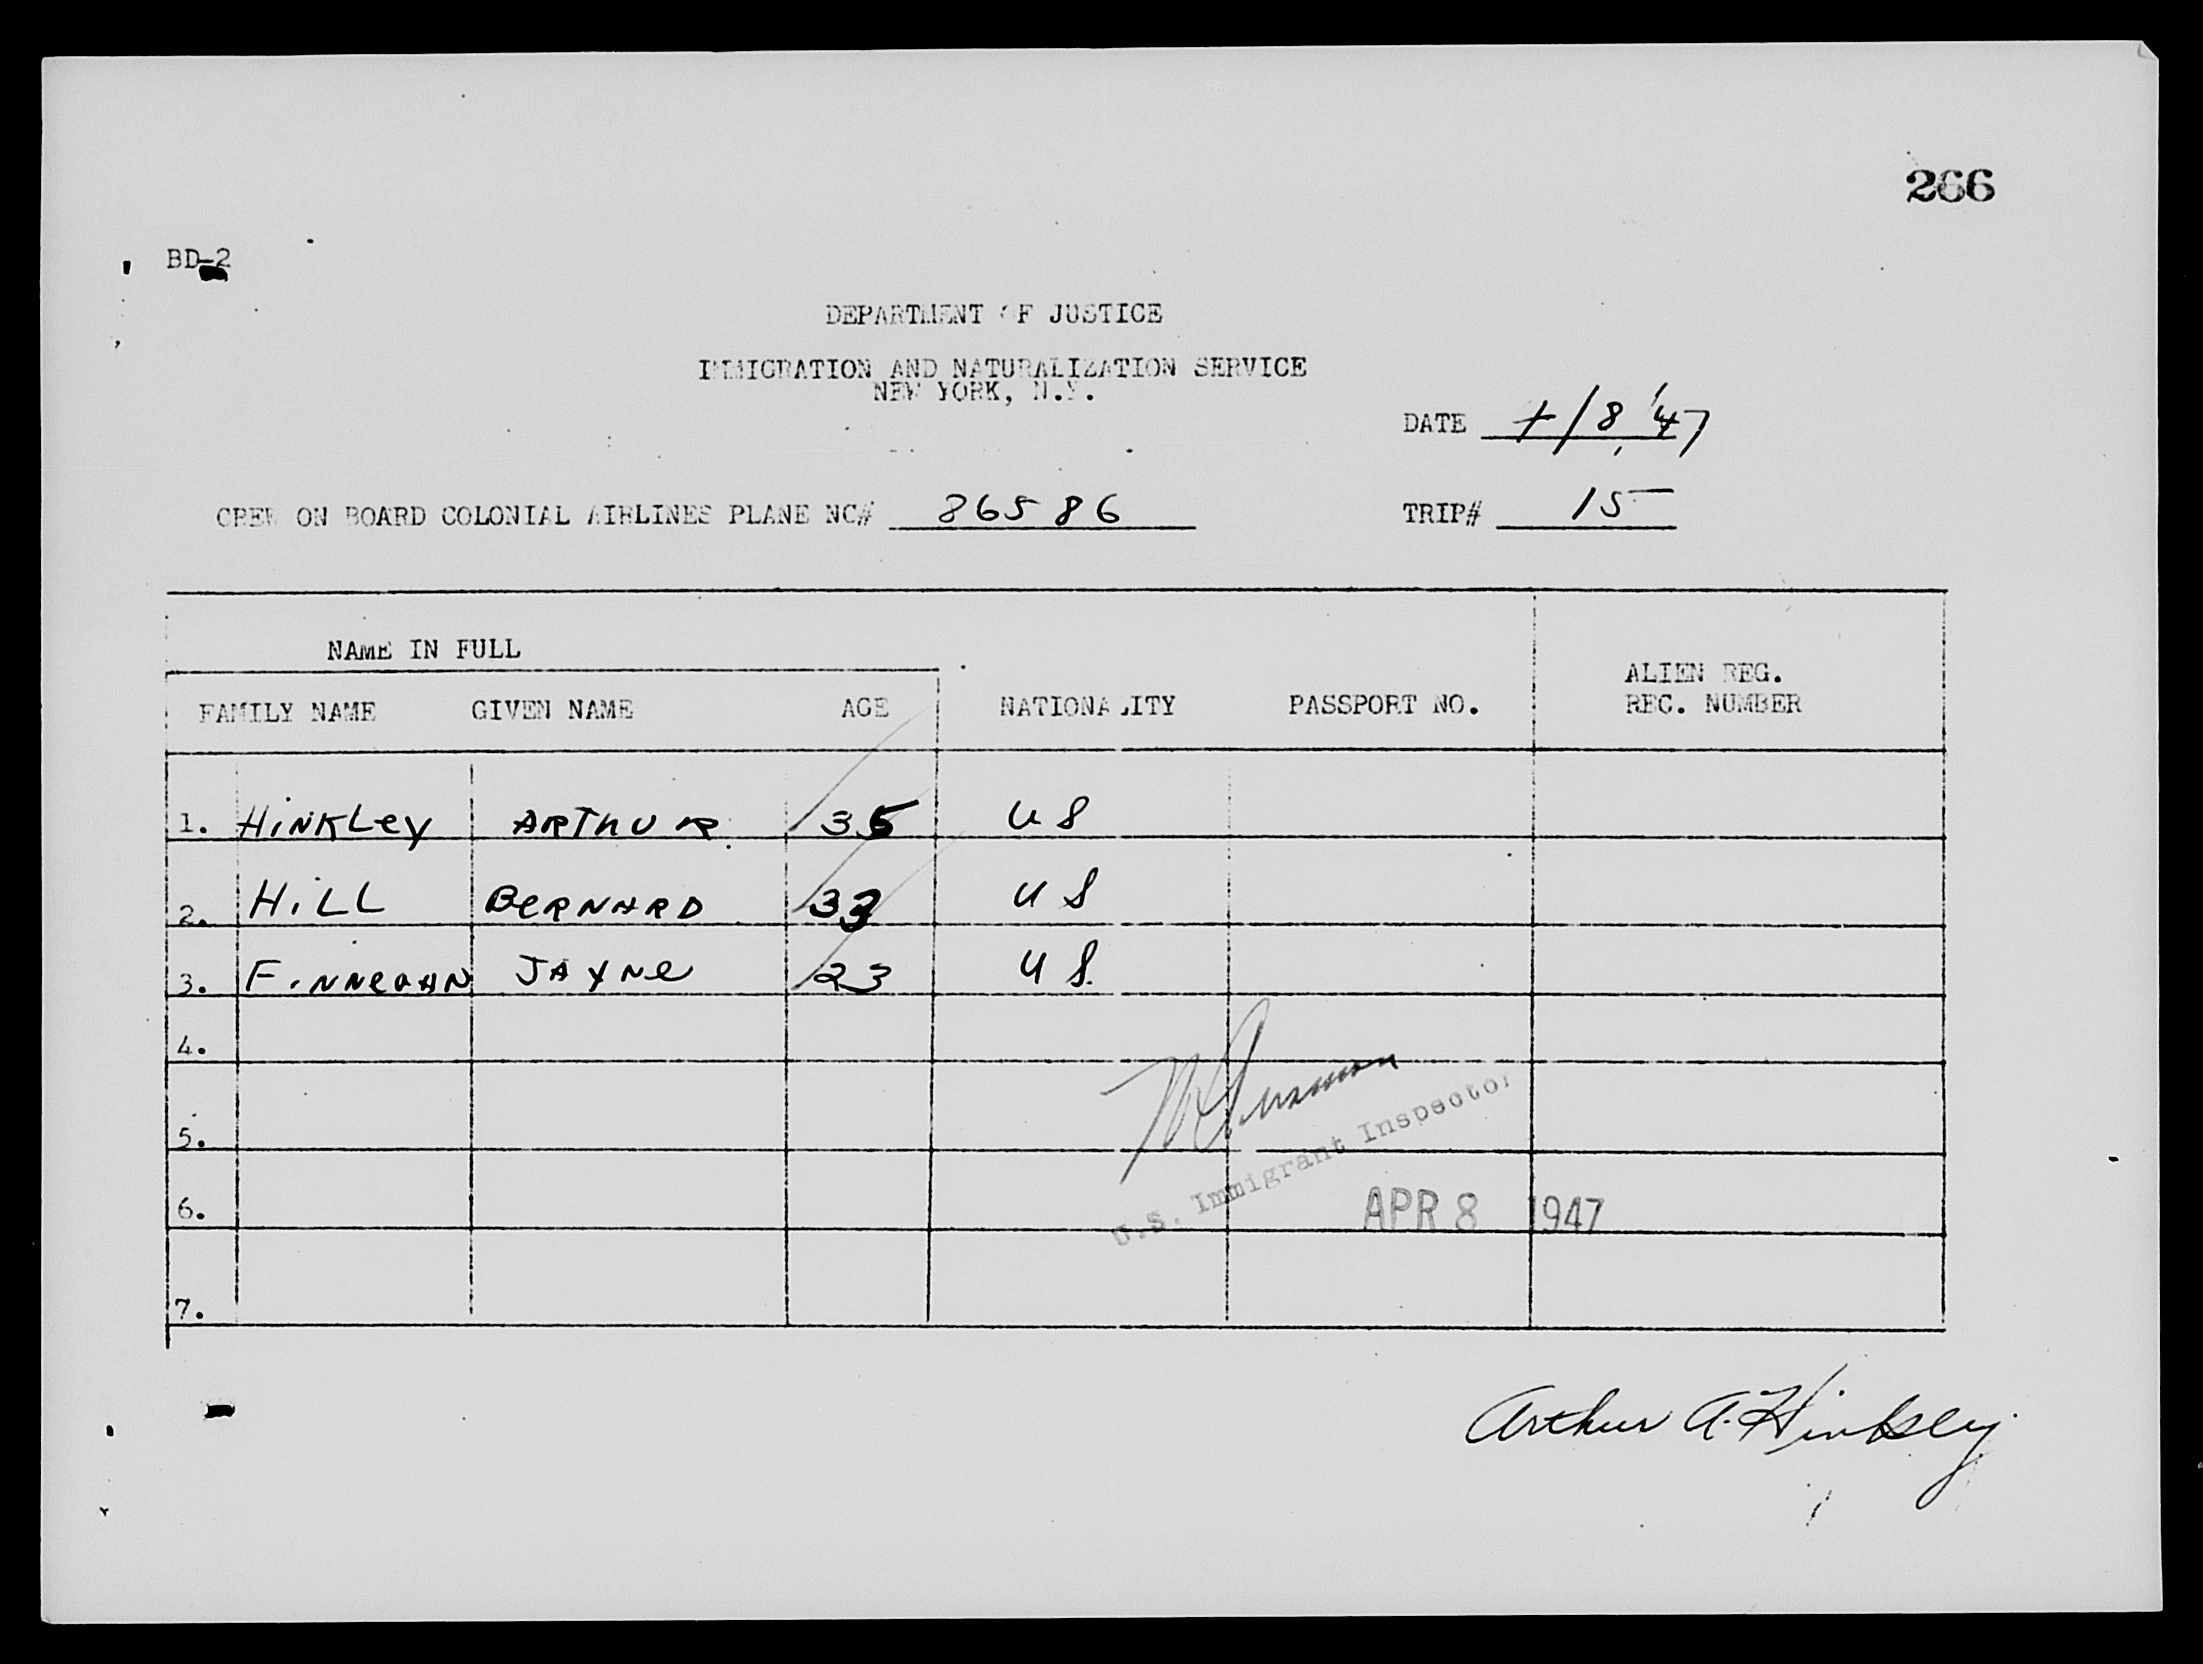 266
BD-2
DEPARTMENT OF JUSTICE
IMMIGRATION AND NATURALIZATION SERVICE
NEW YORK, N.Y.
DATE 4/8/'47
CREW ON BOARD COLONIAL AIRLINES PLANE NC# 86586 TRIP# 15
NAME IN FULL
ALIEN REG.
FAMILY NAME GIVEN NAME AGE NATIONALITY PASSPORT NO. REC. NUMBER
1. HINKLEY ARTHUR 35 US
2. HILL BERNARD 33 US
3. FINNEGAN JAYNE 23 US.
4.
5.
U.S. Immigrant Inspector
6.
APR 8 1947
7.
Arthur A. Hinkley